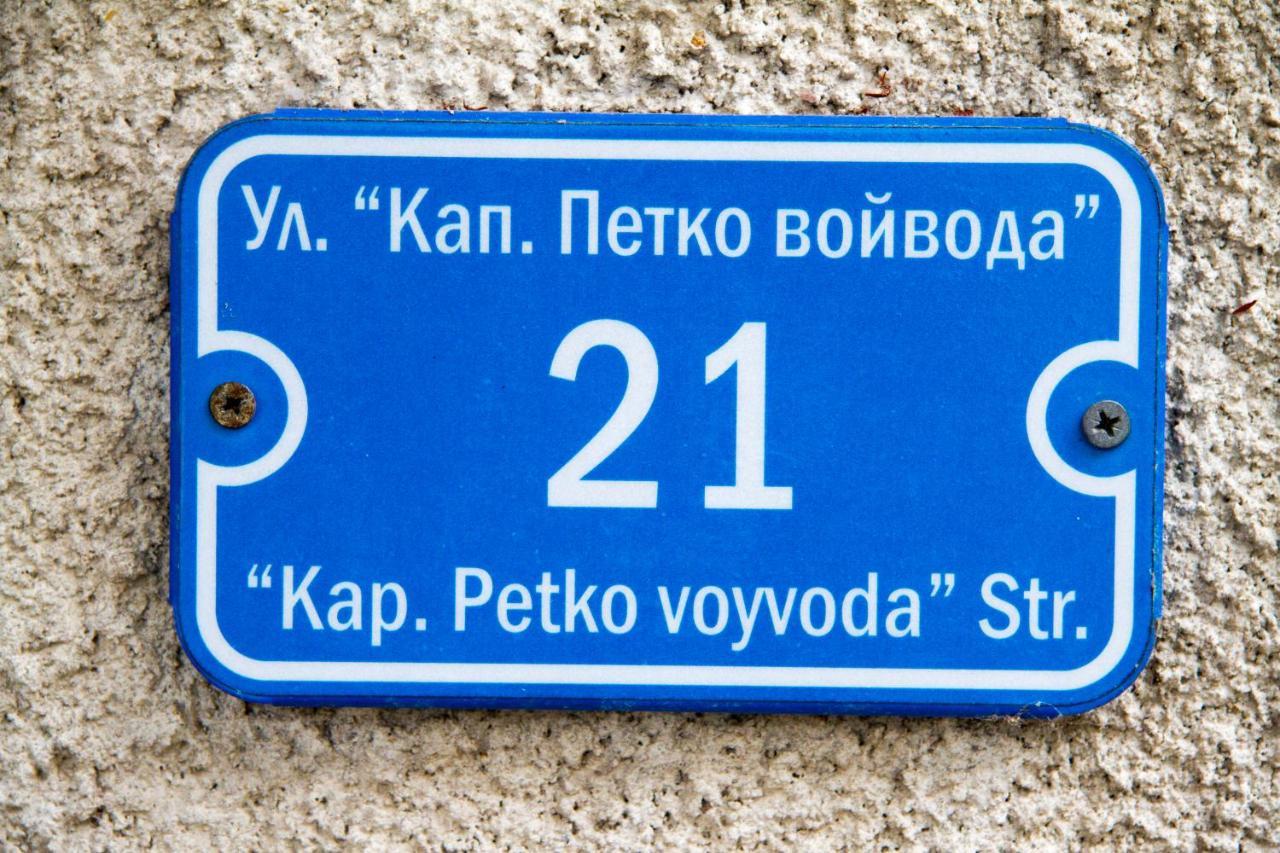 Ул. “Кап. Петко войвода”
21
“Kap. Petko voyvoda” Str.